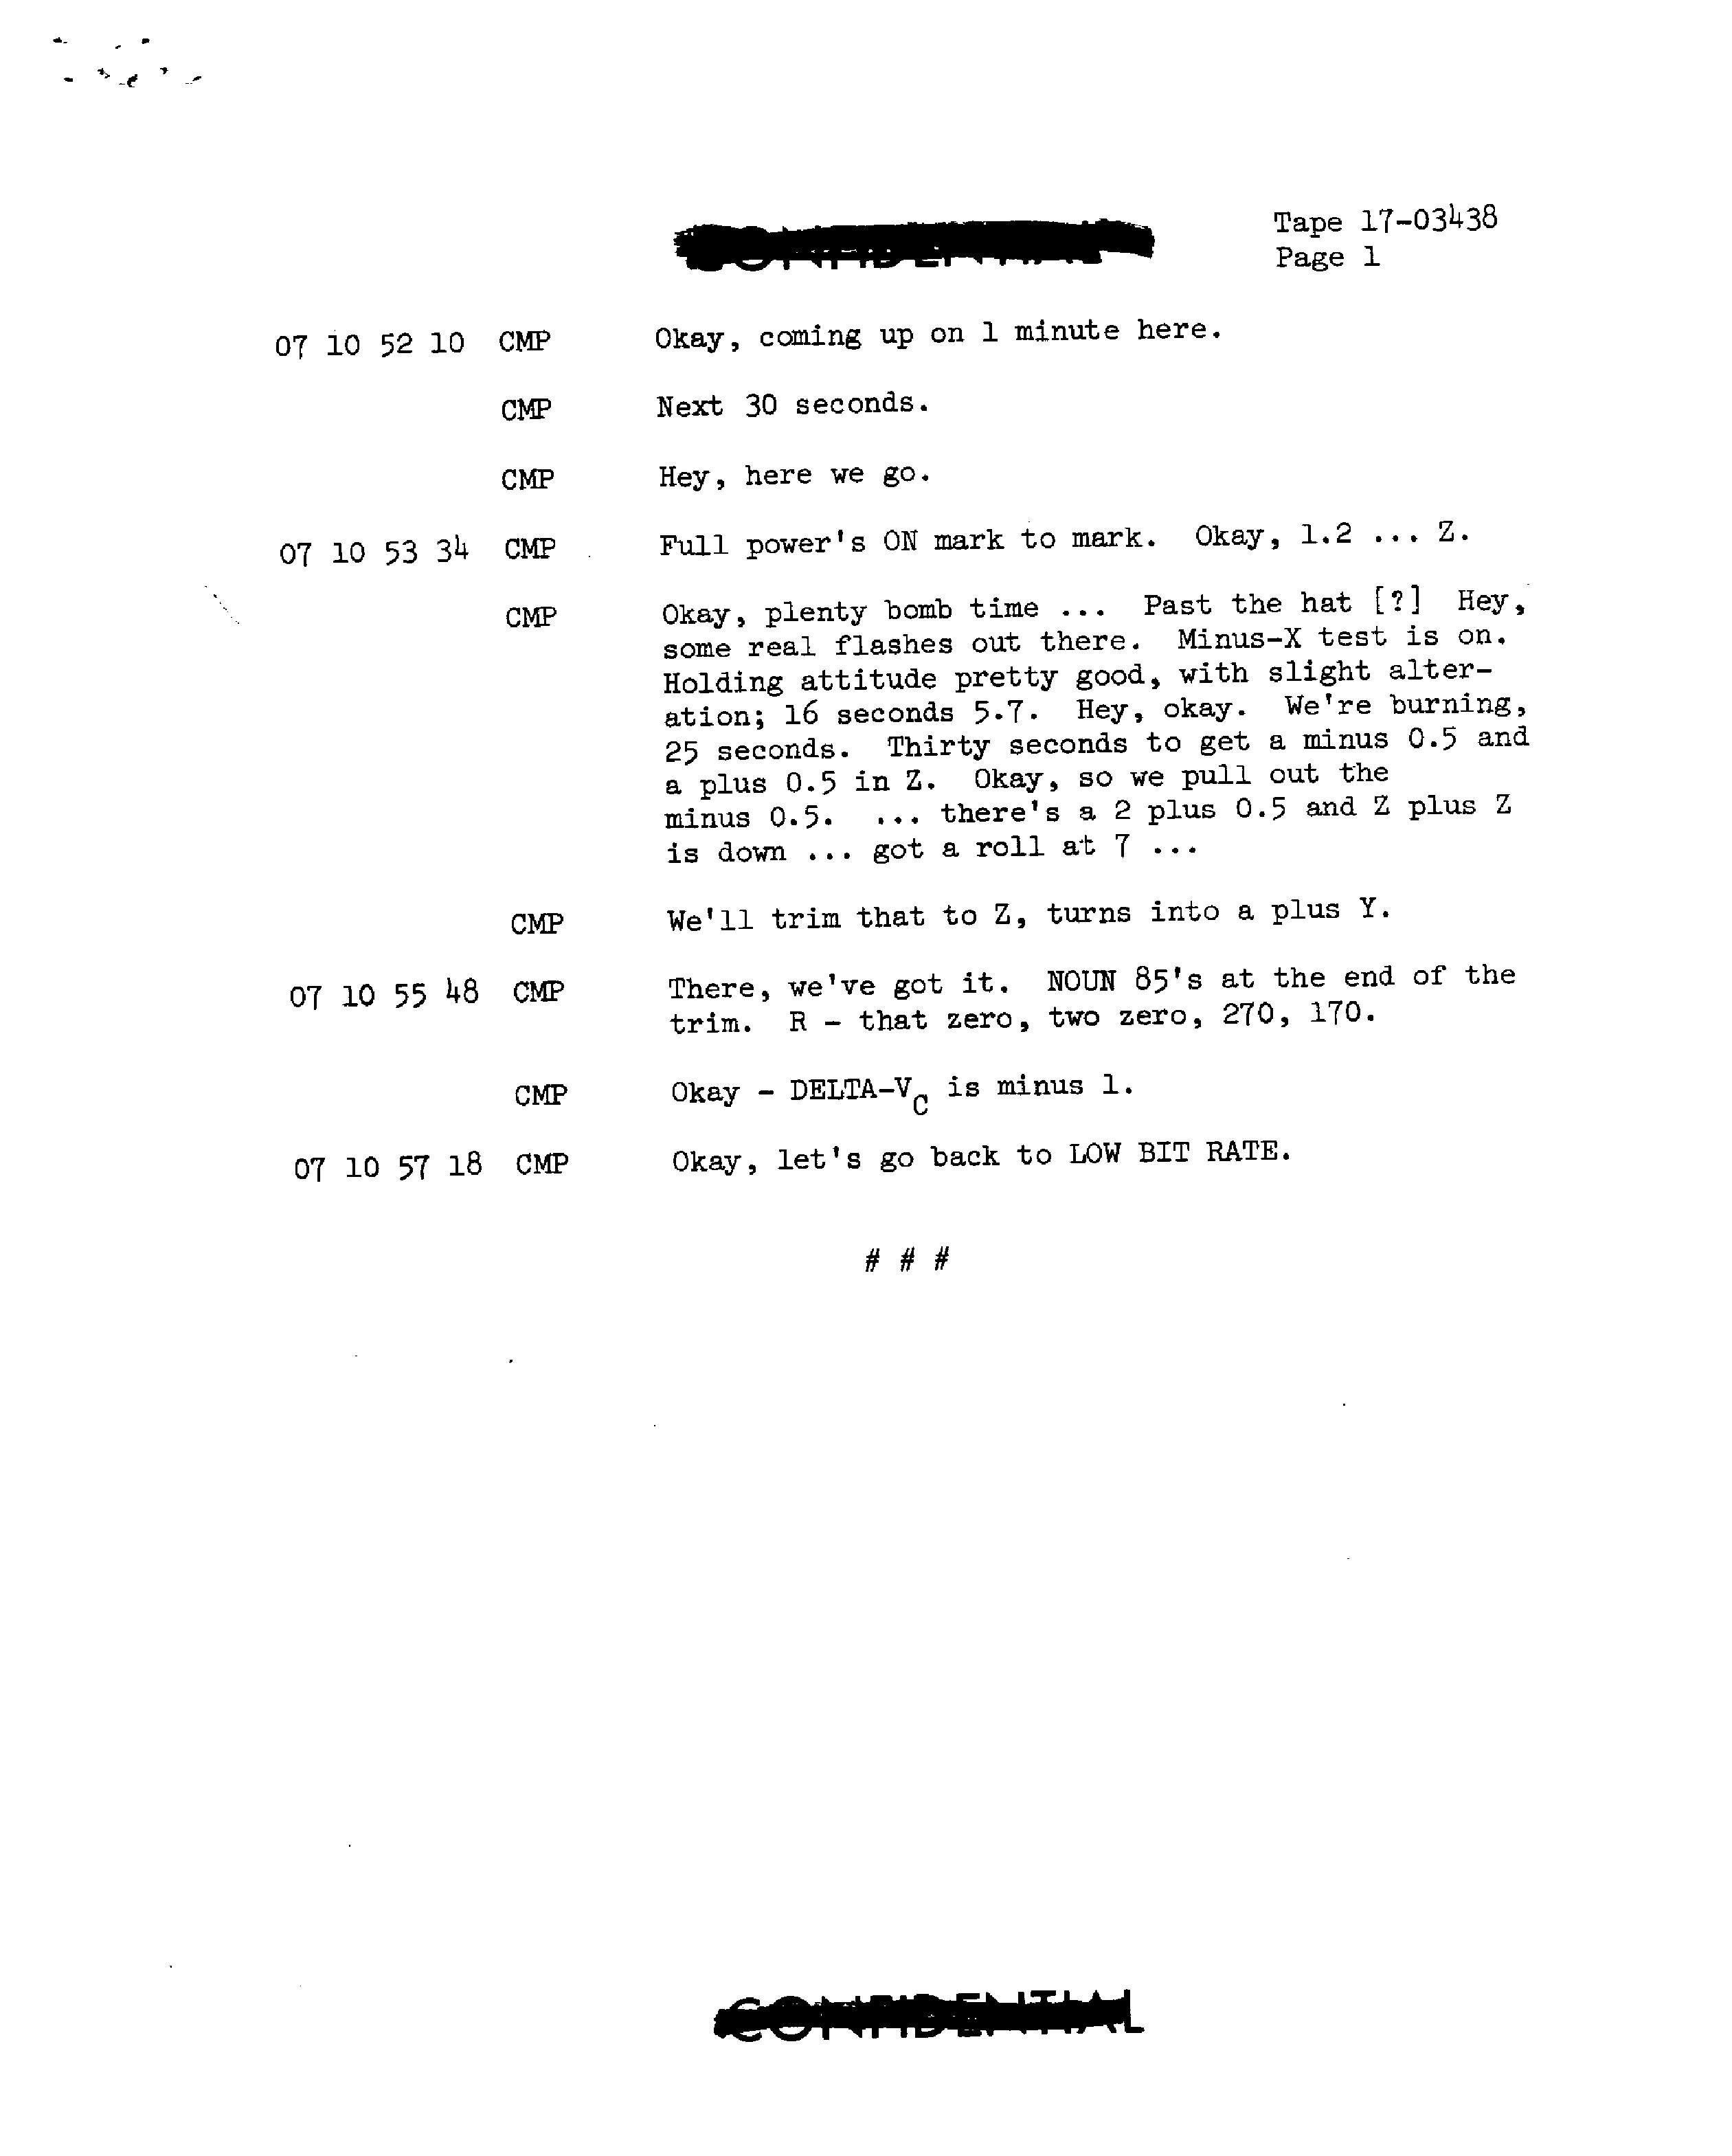 CONFIDENTIAL
Tape 17-03438
Page 1
07 10 52 10 CMP Okay, coming up on 1 minute here.
CMP Next 30 seconds.
CMP Hey, here we go.
07 10 53 34 CMP Full power's ON mark to mark. Okay, 1.2 ... Z.
CMP Okay, plenty bomb time ... Past the hat [?] Hey,
some real flashes out there. Minus-X test is on.
Holding attitude pretty good, with slight alter-
ation; 16 seconds 5.7. Hey, okay. We're burning,
25 seconds. Thirty seconds to get a minus 0.5 and
a plus 0.5 in Z. Okay, so we pull out the
minus 0.5. ... there's a 2 plus 0.5 and Z plus Z
is down ... got a roll at 7 ...
CMP We'll trim that to Z, turns into a plus Y.
07 10 55 48 CMP There, we've got it. NOUN 85's at the end of the
trim. R - that zero, two zero, 270, 170.
CMP Okay - DELTA-VC is minus 1.
07 10 57 18 CMP Okay, let's go back to LOW BIT RATE.
# # #
CONFIDENTIAL